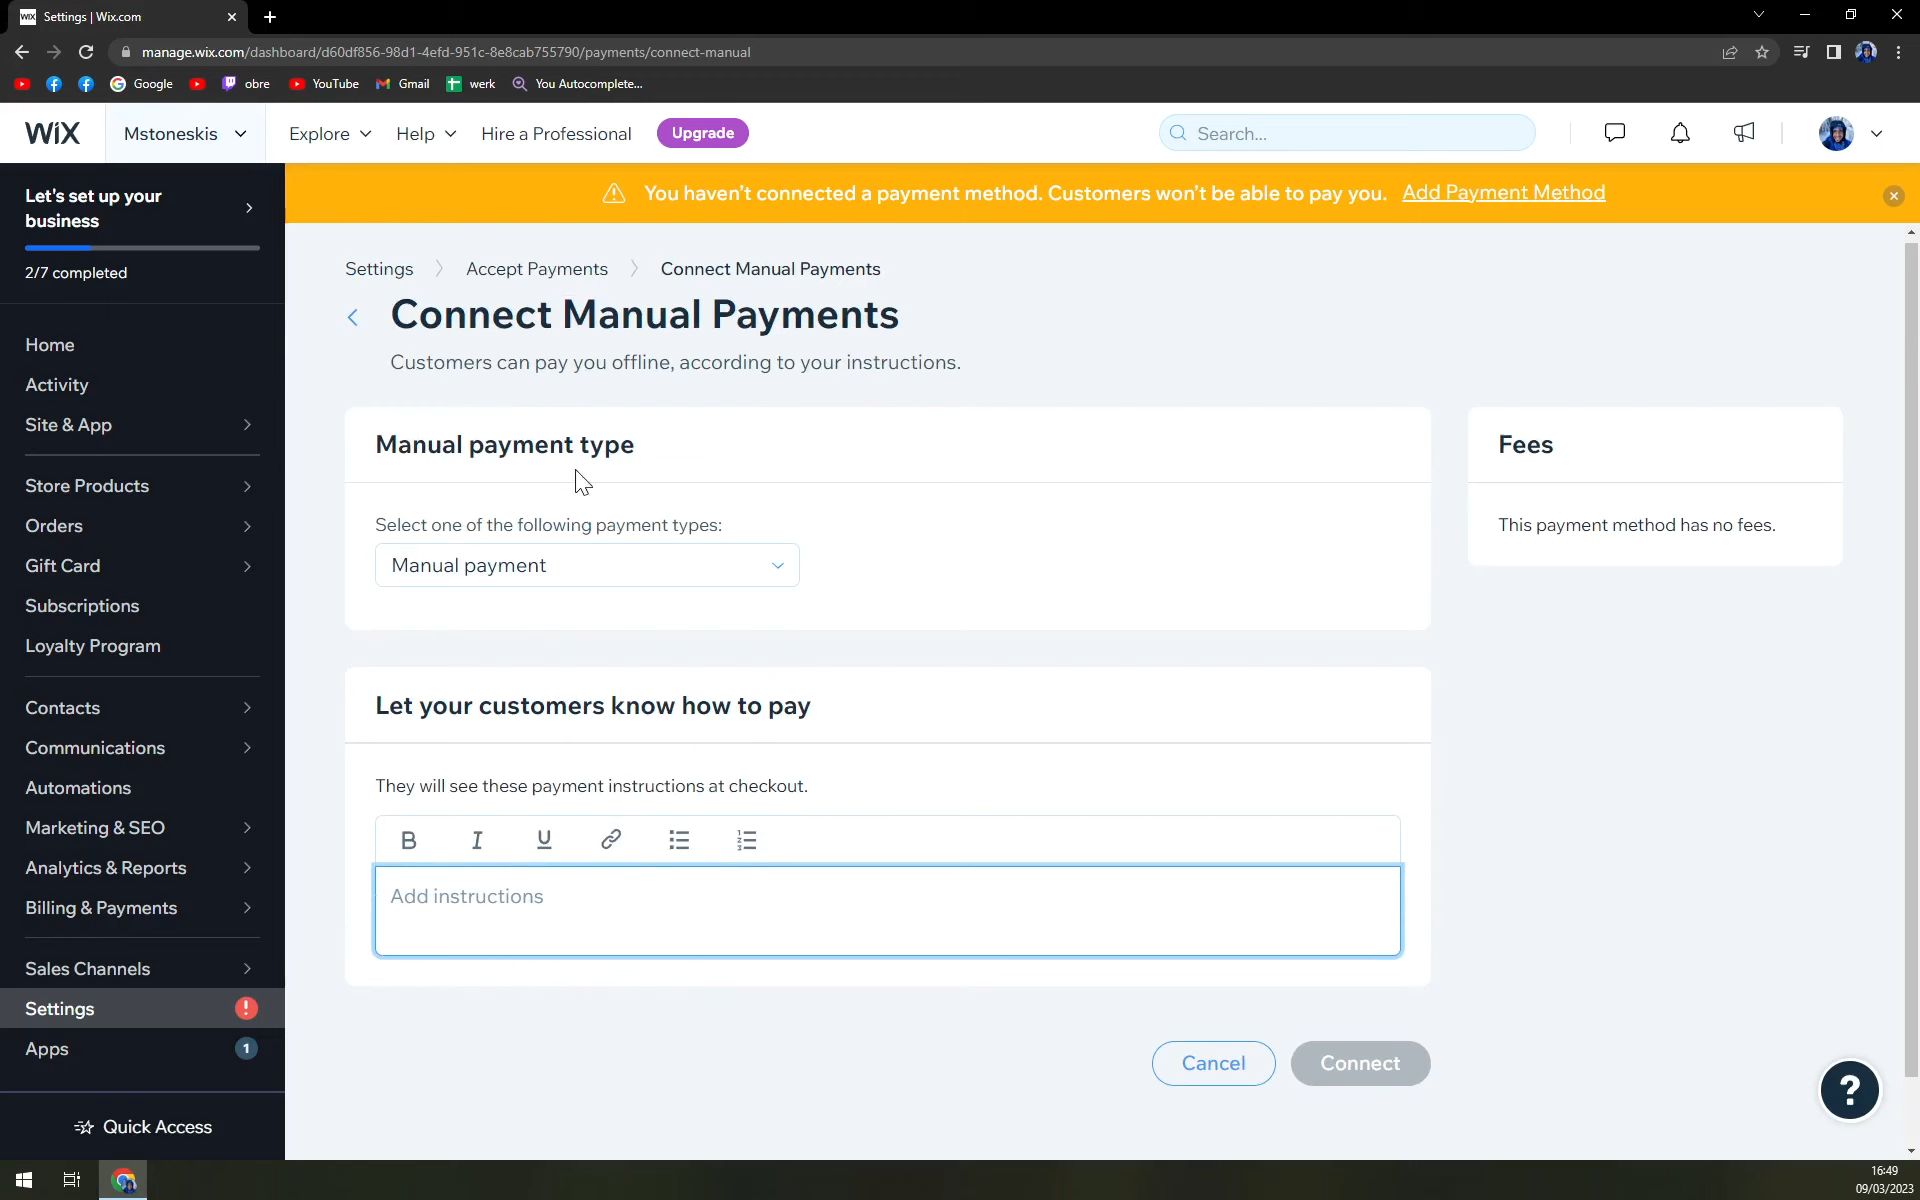 WiX Settings | Wix.com
manage.wix.com/dashboard/d60df856-98d1-4efd-951c-8e8cab755790/payments/connect-manual
Google obre YouTube Gmail werk You Autocomplete...
WiX Mstoneskis Explore Help Hire a Professional Upgrade Search...
Let's set up your
business
2/7 completed
Home
Activity
Site & App
Store Products
Orders
Gift Card
Subscriptions
Loyalty Program
Contacts
Communications
Automations
Marketing & SEO
Analytics & Reports
Billing & Payments
Sales Channels
Settings !
Apps 1
Quick Access
You haven't connected a payment method. Customers won't be able to pay you. Add Payment Method
Settings Accept Payments Connect Manual Payments
Connect Manual Payments
Customers can pay you offline, according to your instructions.
Manual payment type
Select one of the following payment types:
Manual payment
Fees
This payment method has no fees.
Let your customers know how to pay
They will see these payment instructions at checkout.
B I U
Add instructions
Cancel Connect
?
16:49
09/03/2023